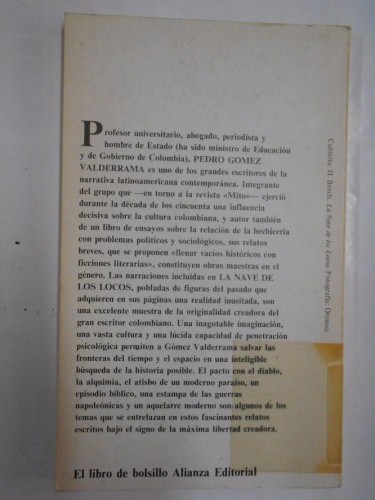 Profesor universitario, abogado, periodista y
hombre de Estado (ha sido ministro de Educación
y de Gobierno de Colombia), PEDRO GOMEZ
VALDERRAMA es uno de los grandes escritores de la
narrativa latinoamericana contemporánea. Integrante
del grupo que —en torno a la revista «Mito»— ejerció
durante la década de los cincuenta una influencia
decisiva sobre la cultura colombiana, y autor también
de un libro de ensayos sobre la relación de la hechicería
con problemas políticos y sociológicos, sus relatos
breves, que se proponen «llenar vacíos históricos con
ficciones literarias», constituyen obras maestras en el
género. Las narraciones incluidas en LA NAVE DE
LOS LOCOS, pobladas de figuras del pasado que
adquieren en sus páginas una realidad inusitada, son
una excelente muestra de la originalidad creadora del
gran escritor colombiano. Una inagotable imaginación,
una vasta cultura y una lúcida capacidad de penetración
psicológica permiten a Gómez Valderrama salvar las
fronteras del tiempo y el espacio en una inteligible
búsqueda de la historia posible. El pacto con el diablo,
la alquimia, el atisbo de un moderno paraíso, un
episodio bíblico, una estampa de las guerras
napoleónicas y un aquelarre moderno son algunos de los
temas que se entrelazan en estos fascinantes relatos
escritos bajo el signo de la máxima libertad creadora.
El libro de bolsillo Alianza Editorial
Cubierta: H. Bosch, La Nave de los Locos. Fotografía: Oronoz.